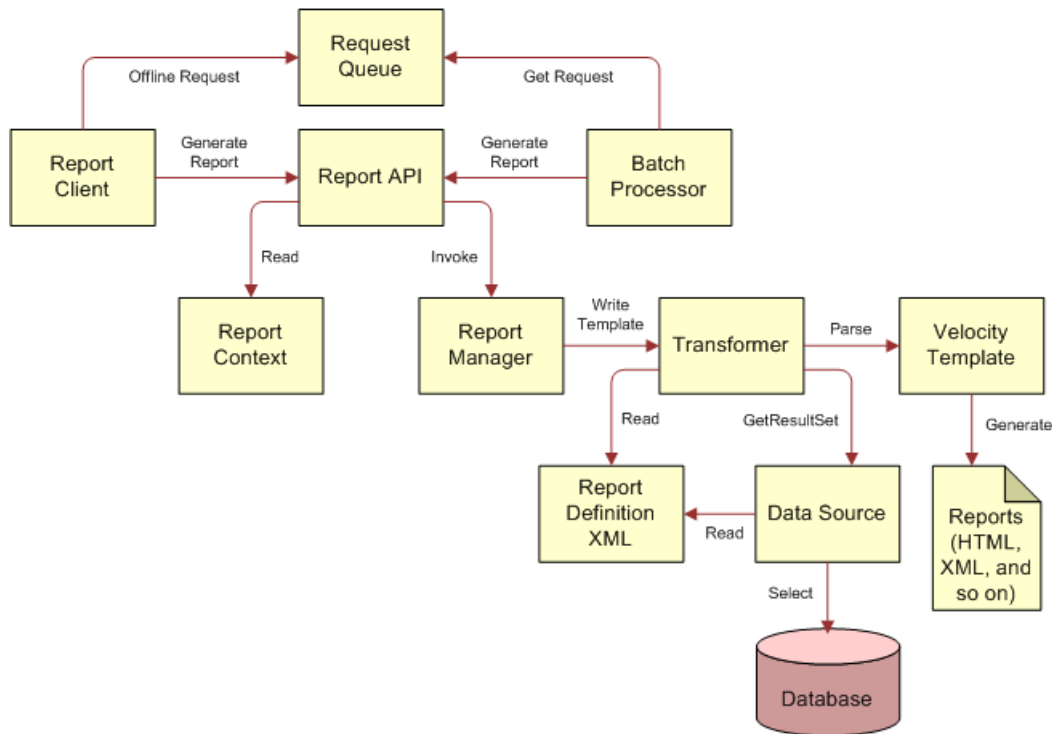 Request
Queue
Offline Request
Get Request
Report
Client
Generate
Report
Report API
Generate
Report
Batch
Processor
Read
Invoke
Report
Context
Report
Manager
Write
Template
Transformer
Parse
Velocity
Template
Read
GetResultSet
Generate
Report
Definition
XML
Read
Data Source
Reports
(HTML,
XML, and
so on)
Select
Database